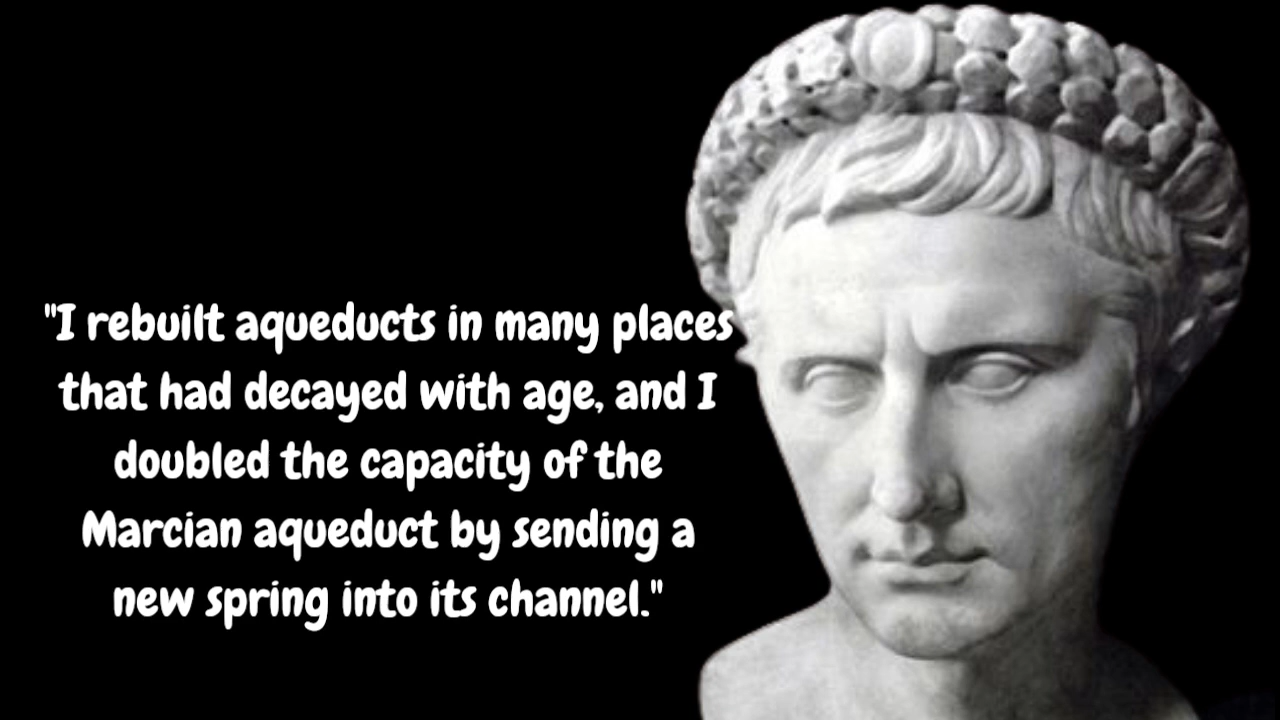 "I rebuilt aqueducts in many places
that had decayed with age, and I
doubled the capacity of the
Marcian aqueduct by sending a
new spring into its channel."